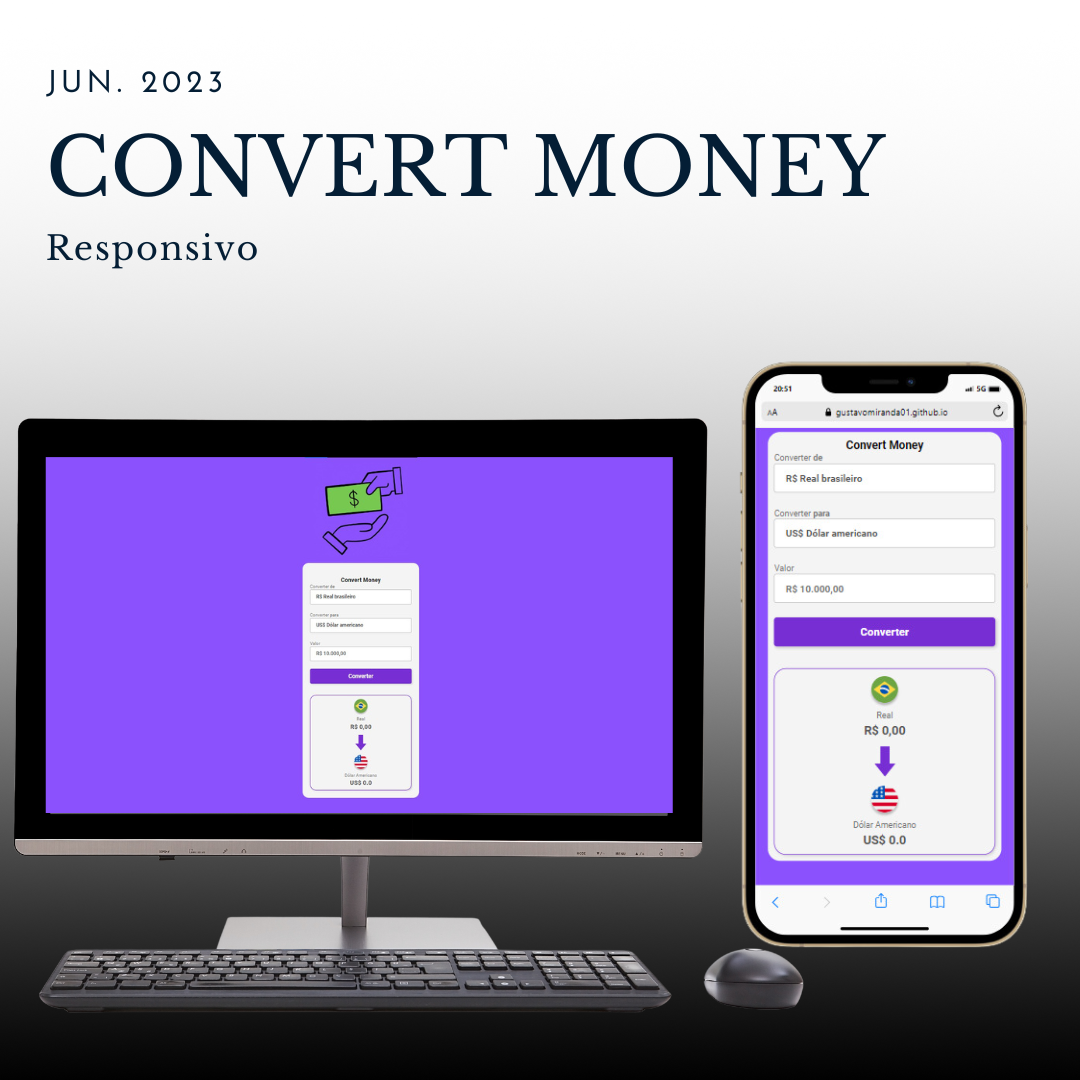 JUN. 2023
CONVERT MONEY
Responsivo
$
Convert Money
Converter de
R$ Real brasileiro
Converter para
US$ Dólar americano
Valor
R$ 10.000,00
Converter
Real
R$ 0,00
Dólar Americano
US$ 0.0
20:51
5G
AA
gustavomiranda01.github.io
Convert Money
Converter de
R$ Real brasileiro
Converter para
US$ Dólar americano
Valor
R$ 10.000,00
Converter
Real
R$ 0,00
Dólar Americano
US$ 0.0